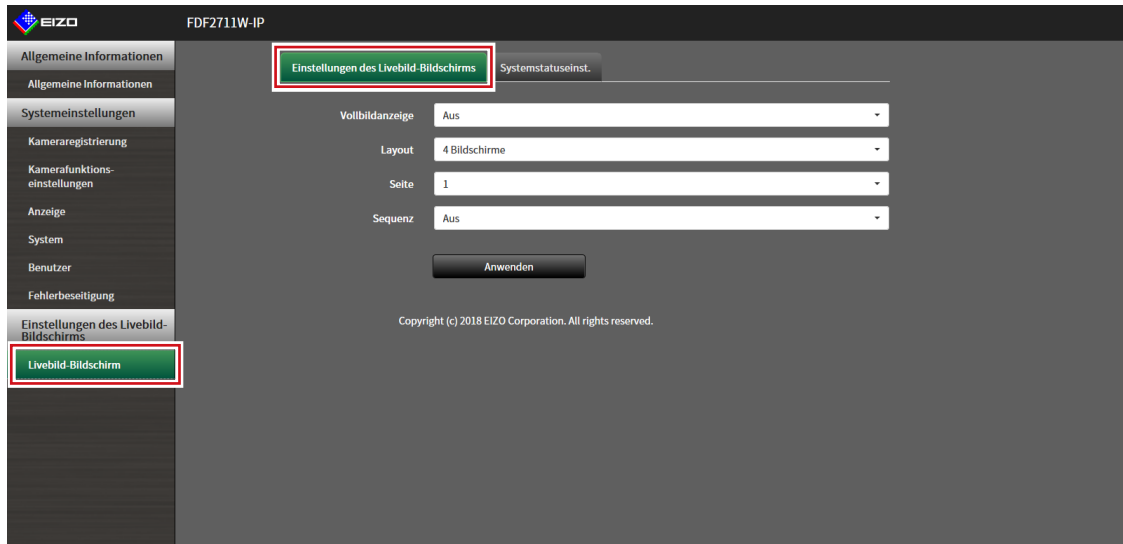 EIZO
FDF2711W-IP
Allgemeine Informationen
Allgemeine Informationen
Systemeinstellungen
Kameraregistrierung
Kamerafunktions-
einstellungen
Anzeige
System
Benutzer
Fehlerbeseitigung
Einstellungen des Livebild-
Bildschirms
Livebild-Bildschirm
Einstellungen des Livebild-Bildschirms
Systemstatuseinst.
Vollbildanzeige Aus
Layout 4 Bildschirme
Seite 1
Sequenz Aus
Anwenden
Copyright (c) 2018 EIZO Corporation. All rights reserved.